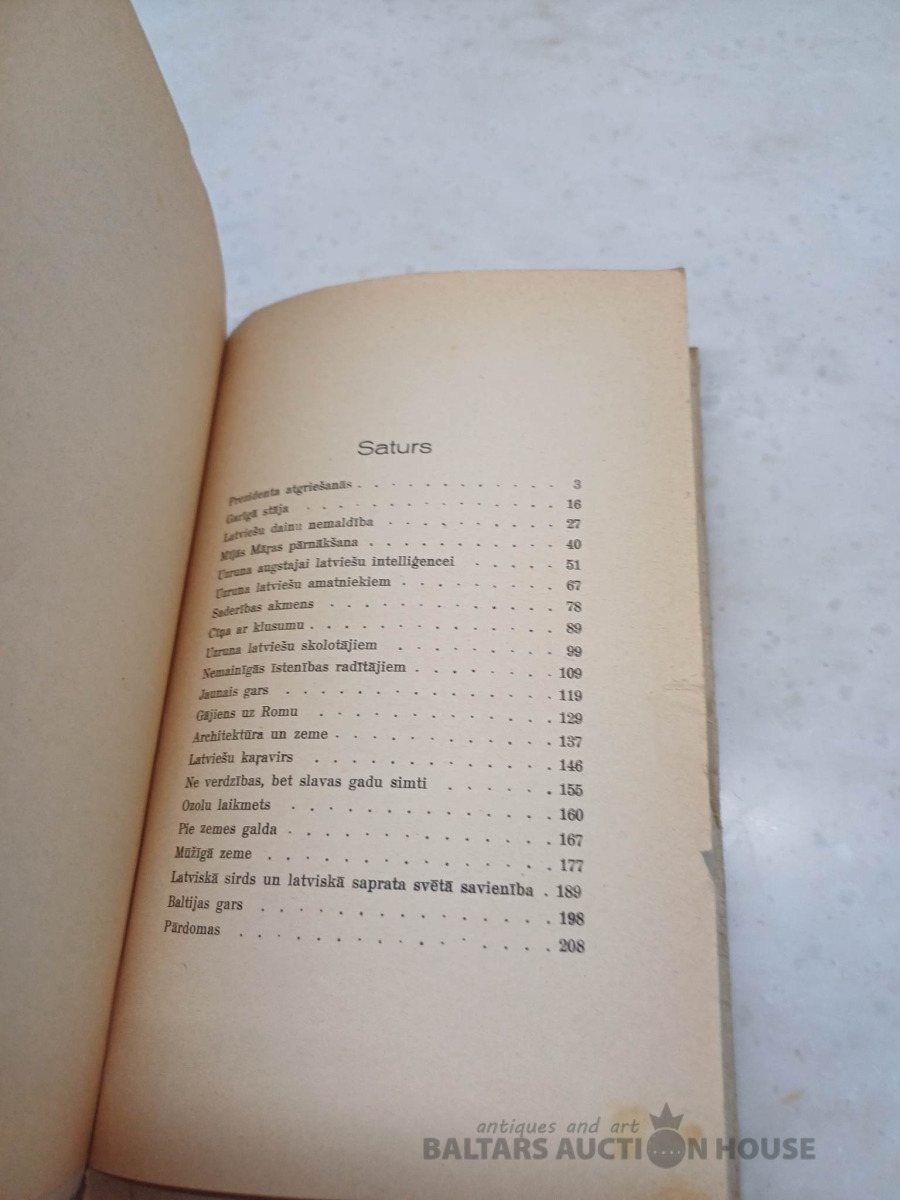 Saturs
Prezidenta atgriešanās . . . . . . . . . . . 3
Garīgā stāja . . . . . . . . . . . . . 16
Latviešu dainu nemaldība . . . . . . . . . 27
Mīļās Māŗas pārnākšana . . . . . . . . . . 40
Uzruna augstajai latviešu intelliģencei . . . . . 51
Uzruna latviešu amatniekiem . . . . . . . . 67
Saderības akmens . . . . . . . . . . . . 78
Cīņa ar klusumu . . . . . . . . . . . . . 89
Uzruna latviešu skolotājiem . . . . . . . . 99
Nemainīgās īstenības radītājiem . . . . . . . . 109
Jaunais gars . . . . . . . . . . . . . . 119
Gājiens uz Romu . . . . . . . . . . . . 129
Architektūra un zeme . . . . . . . . . . . . 137
Latviešu kaŗavirs . . . . . . . . . . . . 146
Ne verdzības, bet slavas gadu simti . . . . . 155
Ozolu laikmets . . . . . . . . . . . . . 160
Pie zemes galda . . . . . . . . . . . . . . 167
Mūžīgā zeme . . . . . . . . . . . . . . 177
Latviskā sirds un latviskā saprata svētā savienība . 189
Baltijas gars . . . . . . . . . . . . . . 198
Pārdomas . . . . . . . . . . . . . . . 208
antiques and art
BALTARS AUCTION HOUSE